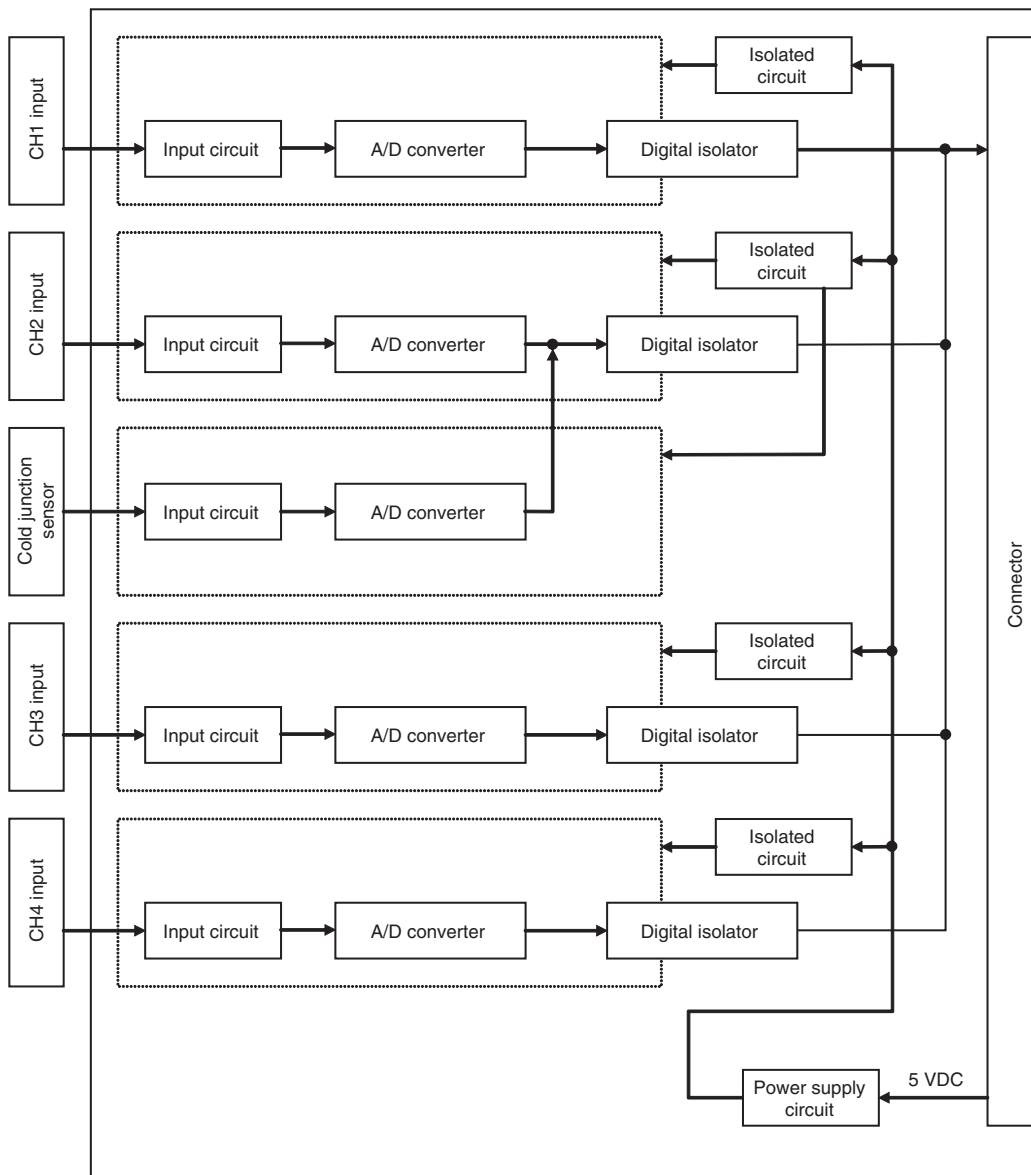 CH1 input
Isolated
circuit
Input circuit
A/D converter
Digital isolator
CH2 input
Isolated
circuit
Input circuit
A/D converter
Digital isolator
Cold junction
sensor
Input circuit
A/D converter
Connector
CH3 input
Isolated
circuit
Input circuit
A/D converter
Digital isolator
CH4 input
Isolated
circuit
Input circuit
A/D converter
Digital isolator
Power supply
circuit
5 VDC